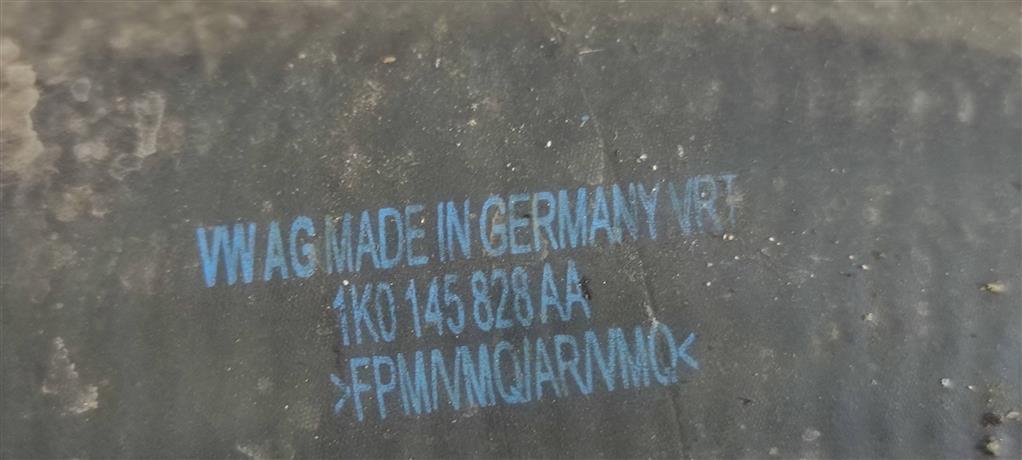 VW AG MADE IN GERMANY VRT
1K0 145 828 AA
>FPM/VMQ/AR/VMQ<